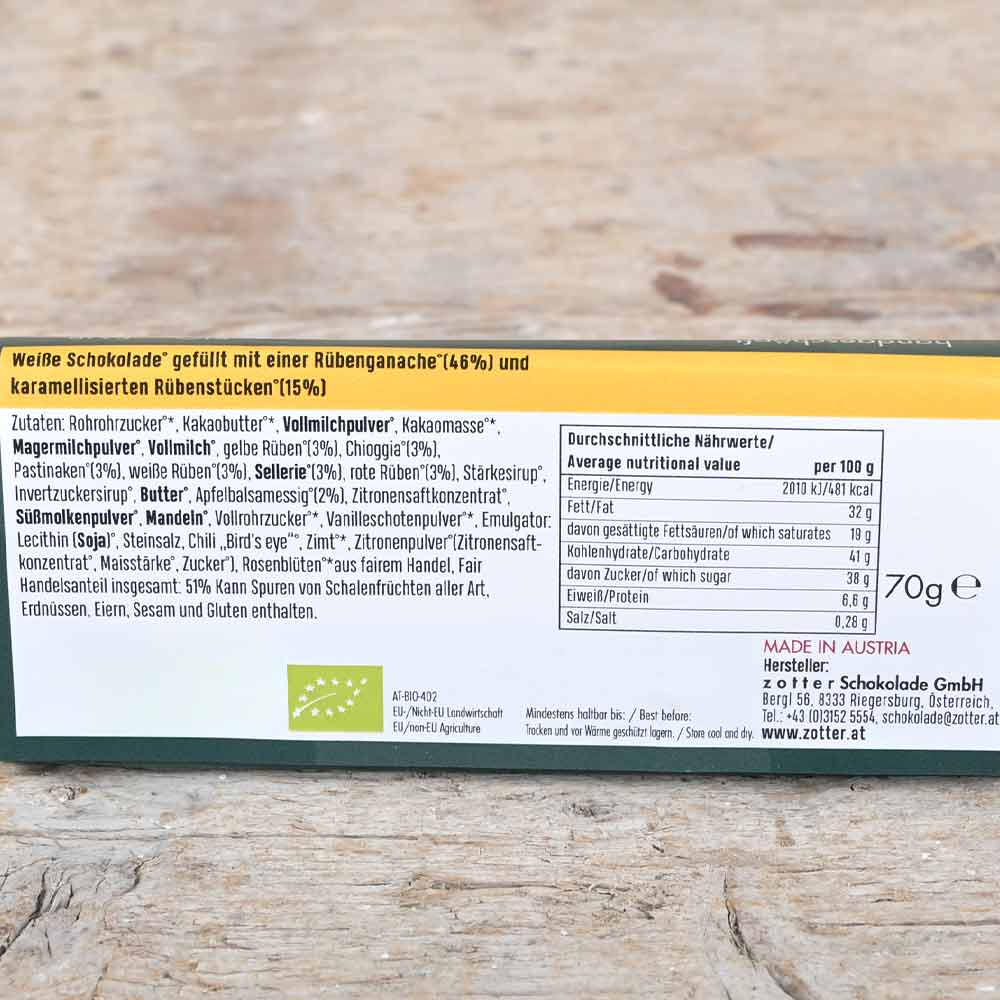 Weiße Schokolade° gefüllt mit einer Rübenganache°(46%) und
karamellisierten Rübenstücken°(15%)
Zutaten: Rohrohrzucker°*, Kakaobutter°*, Vollmilchpulver°, Kakaomasse°*,
Magermilchpulver°, Vollmilch°, gelbe Rüben°(3%), Chioggia°(3%),
Pastinaken°(3%), weiße Rüben°(3%), Sellerie°(3%), rote Rüben°(3%), Stärkesirup°,
Invertzuckersirup°, Butter°, Apfelbalsamessig°(2%), Zitronensaftkonzentrat°,
Süßmolkenpulver°, Mandeln°, Vollrohrzucker°*, Vanilleschotenpulver°*, Emulgator:
Lecithin (Soja)°, Steinsalz, Chili „Bird's eye"°, Zimt°*, Zitronenpulver°(Zitronensaft-
konzentrat°, Maisstärke°, Zucker°), Rosenblüten°*aus fairem Handel, Fair
Handelsanteil insgesamt: 51% Kann Spuren von Schalenfrüchten aller Art,
Erdnüssen, Eiern, Sesam und Gluten enthalten.
Durchschnittliche Nährwerte/
Average nutritional value per 100 g
Energie/Energy 2010 kJ/481 kcal
Fett/Fat 32 g
davon gesättigte Fettsäuren/of which saturates 19 g
Kohlenhydrate/Carbohydrate 41 g
davon Zucker/of which sugar 38 g
Eiweiß/Protein 6,6 g
Salz/Salt 0,28 g
70g e
AT-BIO-402
EU-/Nicht-EU Landwirtschaft
EU/non-EU Agriculture
Mindestens haltbar bis: / Best before:
Trocken und vor Wärme geschützt lagern. / Store cool and dry.
MADE IN AUSTRIA
Hersteller:
zotter Schokolade GmbH
Bergl 56, 8333 Riegersburg, Österreich,
Tel.: +43 (0)3152 5554, schokolade@zotter.at
www.zotter.at